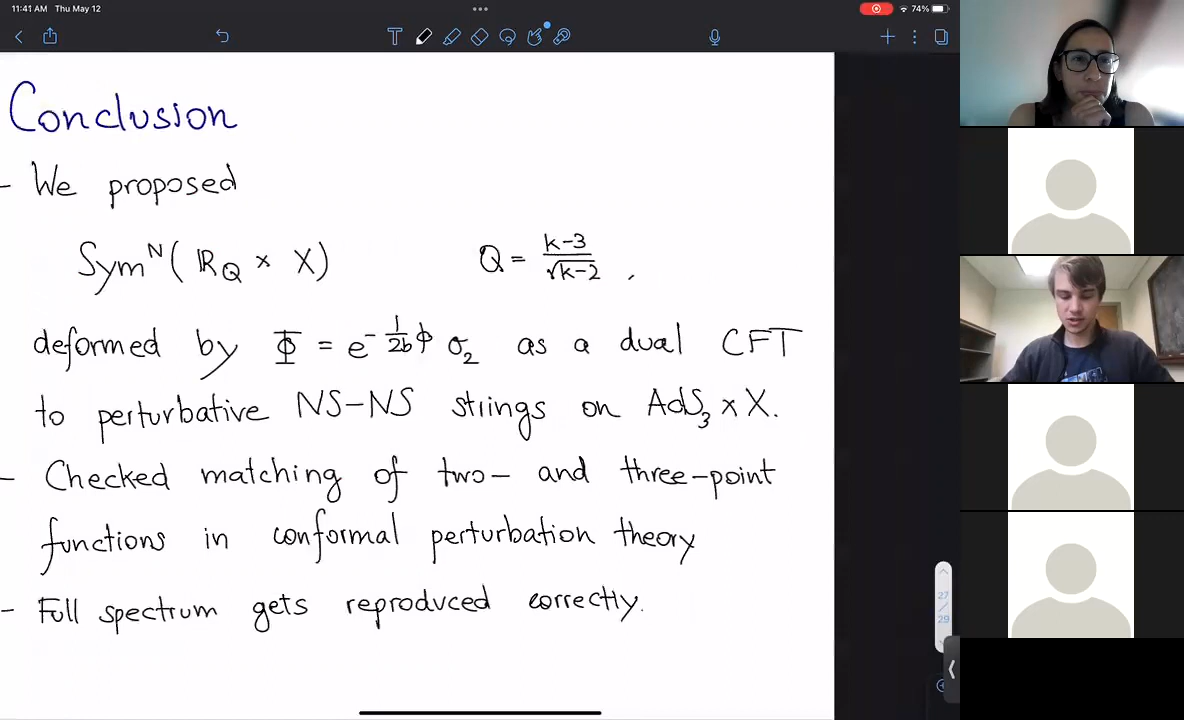 11:41 AM Thu May 12
74%
Conclusion
- We proposed
Sym^N ( ℝ_Q × X )    Q = (k-3)/√(k-2) ,
deformed by Φ = e^{-1/(2b) ϕ} σ_2 as a dual CFT
to perturbative NS-NS strings on AdS_3 × X.
- Checked matching of two- and three-point
functions in conformal perturbation theory
- Full spectrum gets reproduced correctly.
27
/
29